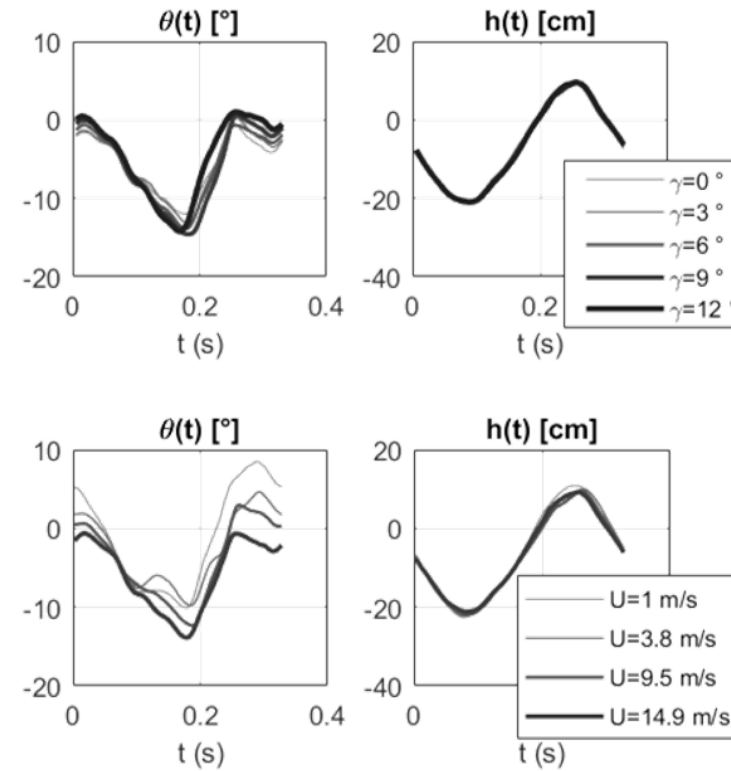 θ(t) [°]
10
0
-10
-20
0
0.2
0.4
t (s)
h(t) [cm]
20
0
-20
-40
0
0.2
t (s)
γ=0 °
γ=3 °
γ=6 °
γ=9 °
γ=12 °
θ(t) [°]
10
0
-10
-20
0
0.2
0.4
t (s)
h(t) [cm]
20
0
-20
-40
0
t (s)
U=1 m/s
U=3.8 m/s
U=9.5 m/s
U=14.9 m/s